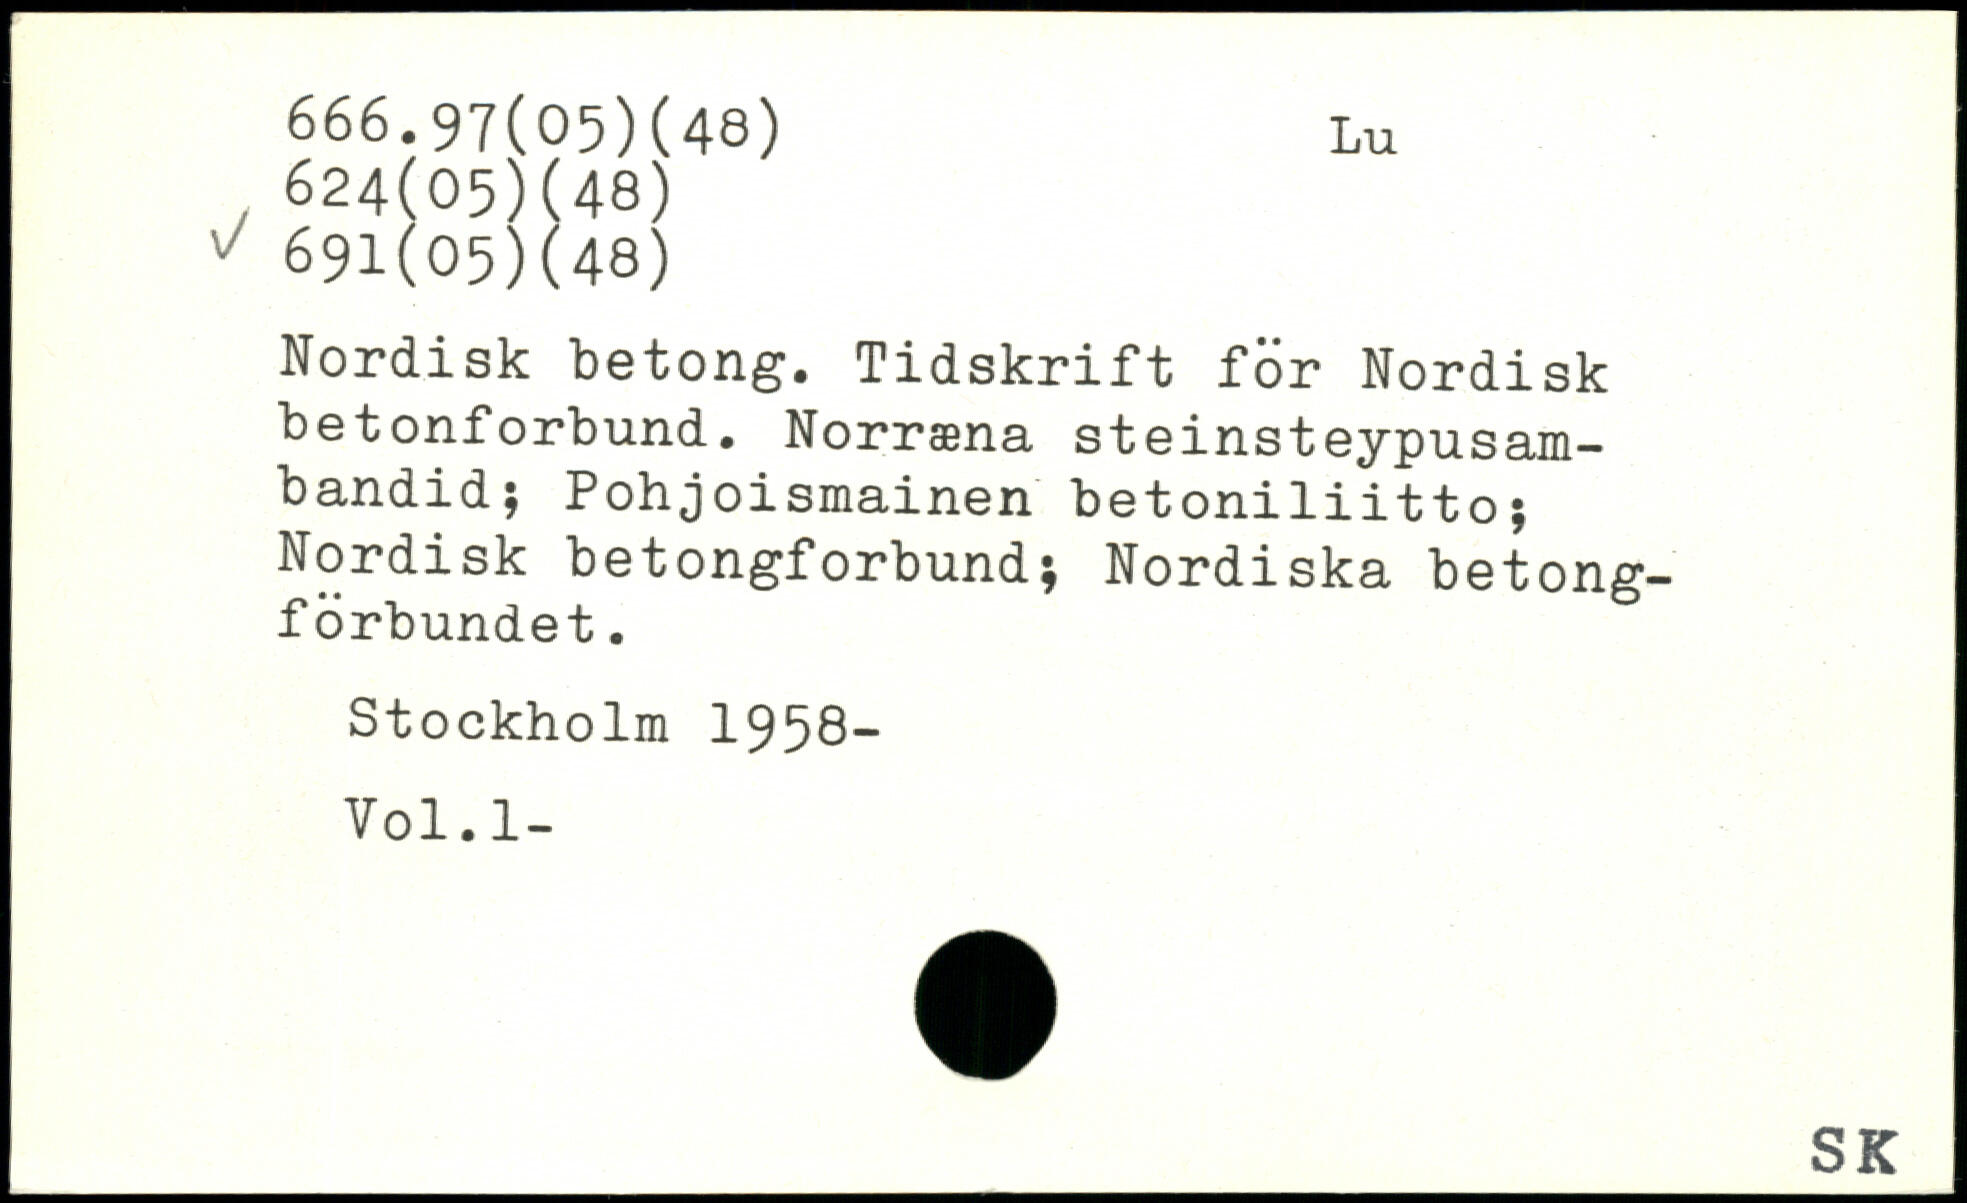 666.97(05)(48) Lu
624(05)(48)
✓ 691(05)(48)
Nordisk betong. Tidskrift för Nordisk
betonforbund. Norræna steinsteypusam-
bandid; Pohjoismainen betoniliitto;
Nordisk betongforbund; Nordiska betong-
förbundet.
Stockholm 1958-
Vol.1-
SK